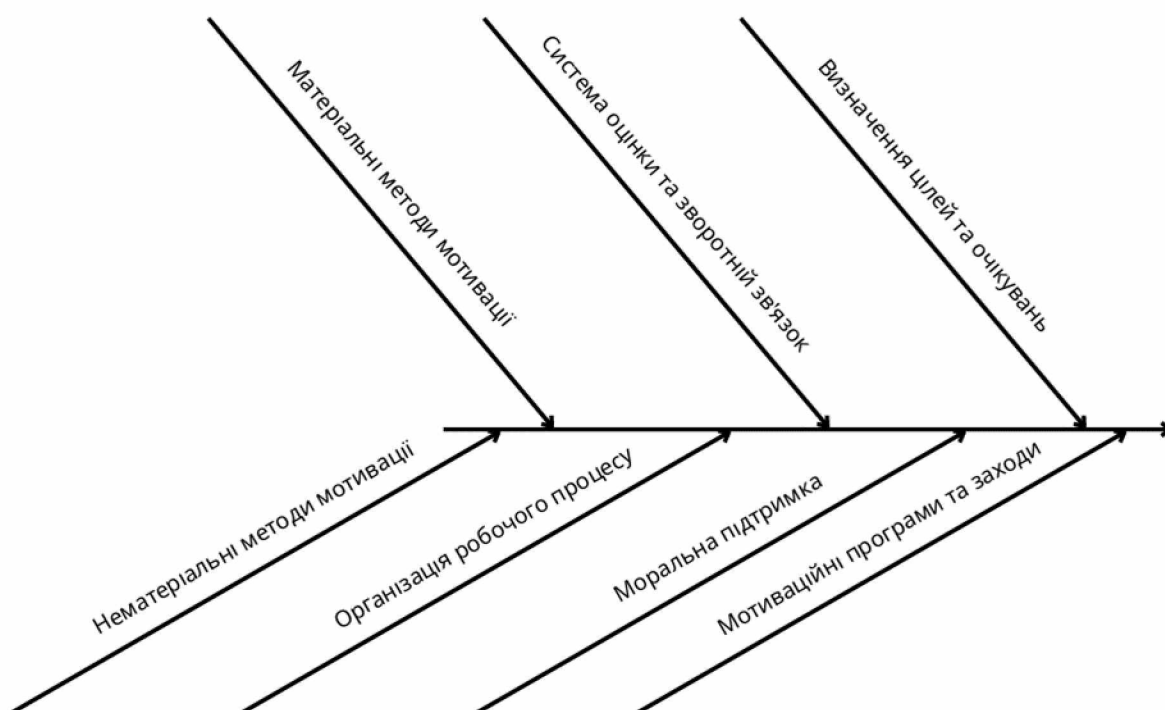 Матеріальні методи мотивації
Система оцінки та зворотній зв'язок
Визначення цілей та очікувань
Нематеріальні методи мотивації
Організація робочого процесу
Моральна підтримка
Мотиваційні програми та заходи